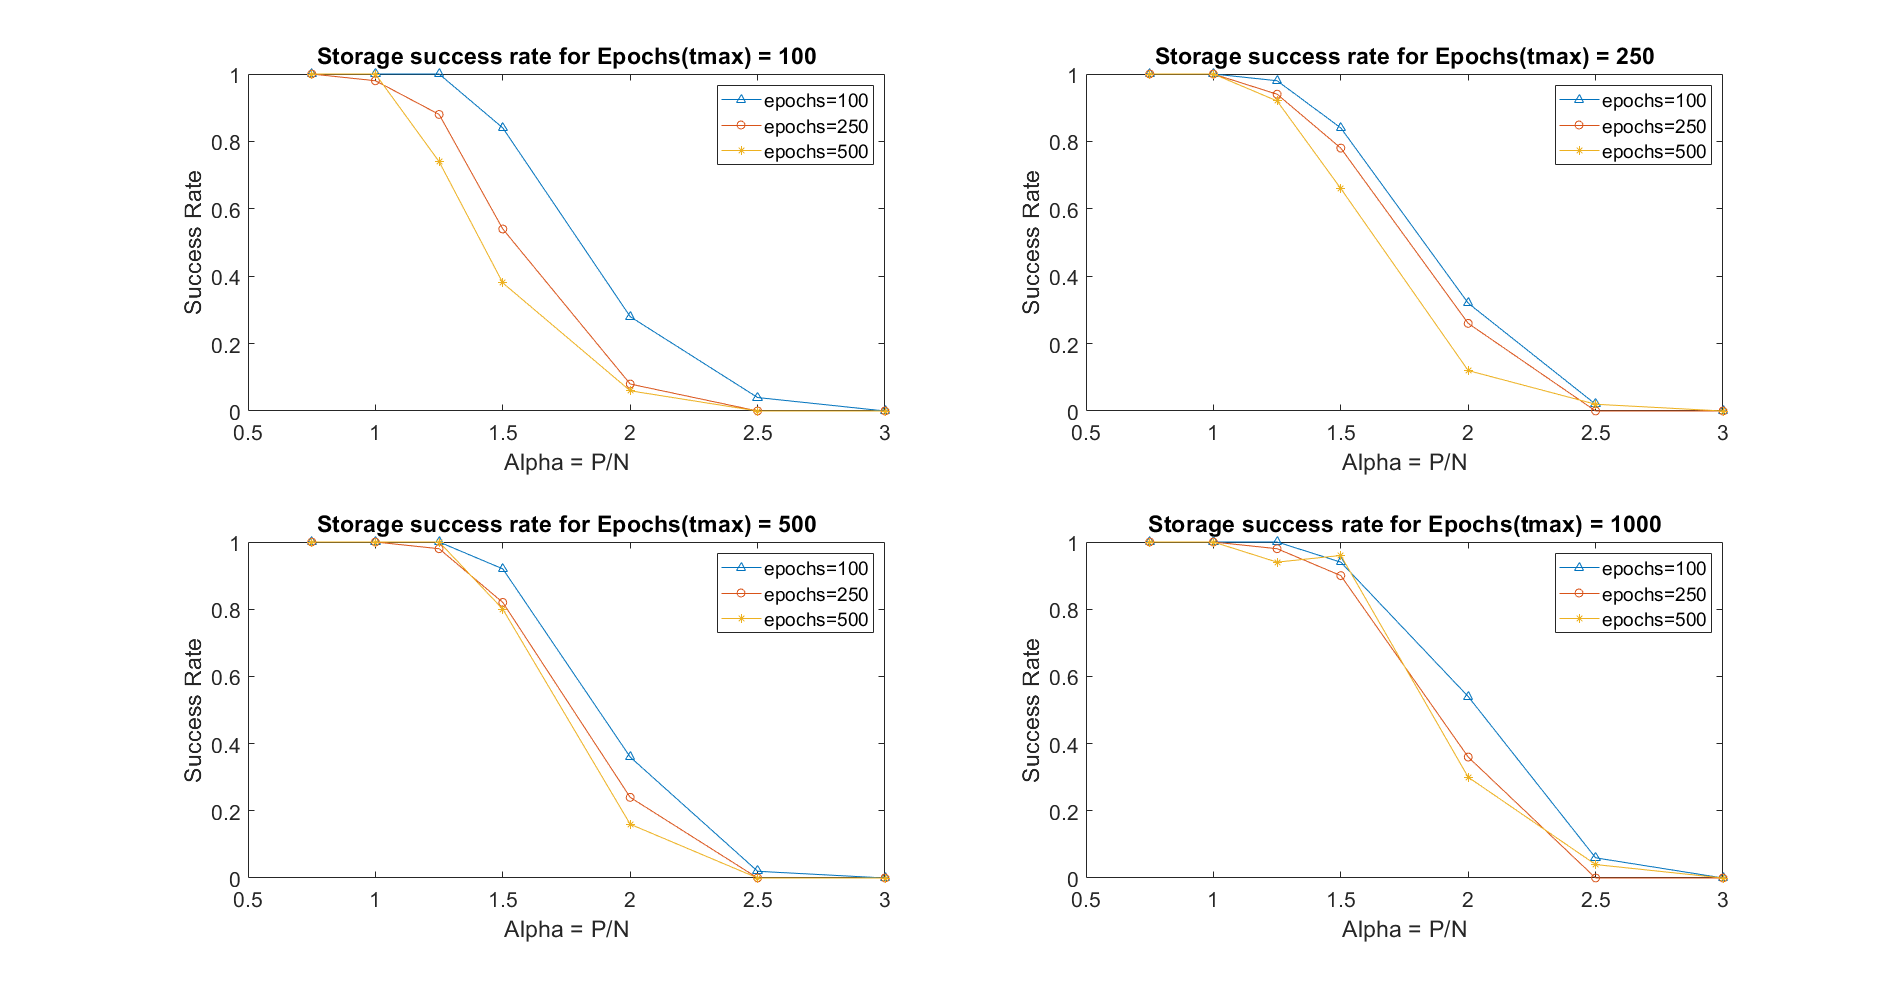 Storage success rate for Epochs(tmax) = 100
1
0.8
0.6
0.4
0.2
0
Success Rate
0.5 1 1.5 2 2.5 3
Alpha = P/N
epochs=100
epochs=250
epochs=500
Storage success rate for Epochs(tmax) = 250
1
0.8
0.6
0.4
0.2
0
Success Rate
0.5 1 1.5 2 2.5 3
Alpha = P/N
epochs=100
epochs=250
epochs=500
Storage success rate for Epochs(tmax) = 500
1
0.8
0.6
0.4
0.2
0
Success Rate
0.5 1 1.5 2 2.5 3
Alpha = P/N
epochs=100
epochs=250
epochs=500
Storage success rate for Epochs(tmax) = 1000
1
0.8
0.6
0.4
0.2
0
Success Rate
0.5 1 1.5 2 2.5 3
Alpha = P/N
epochs=100
epochs=250
epochs=500